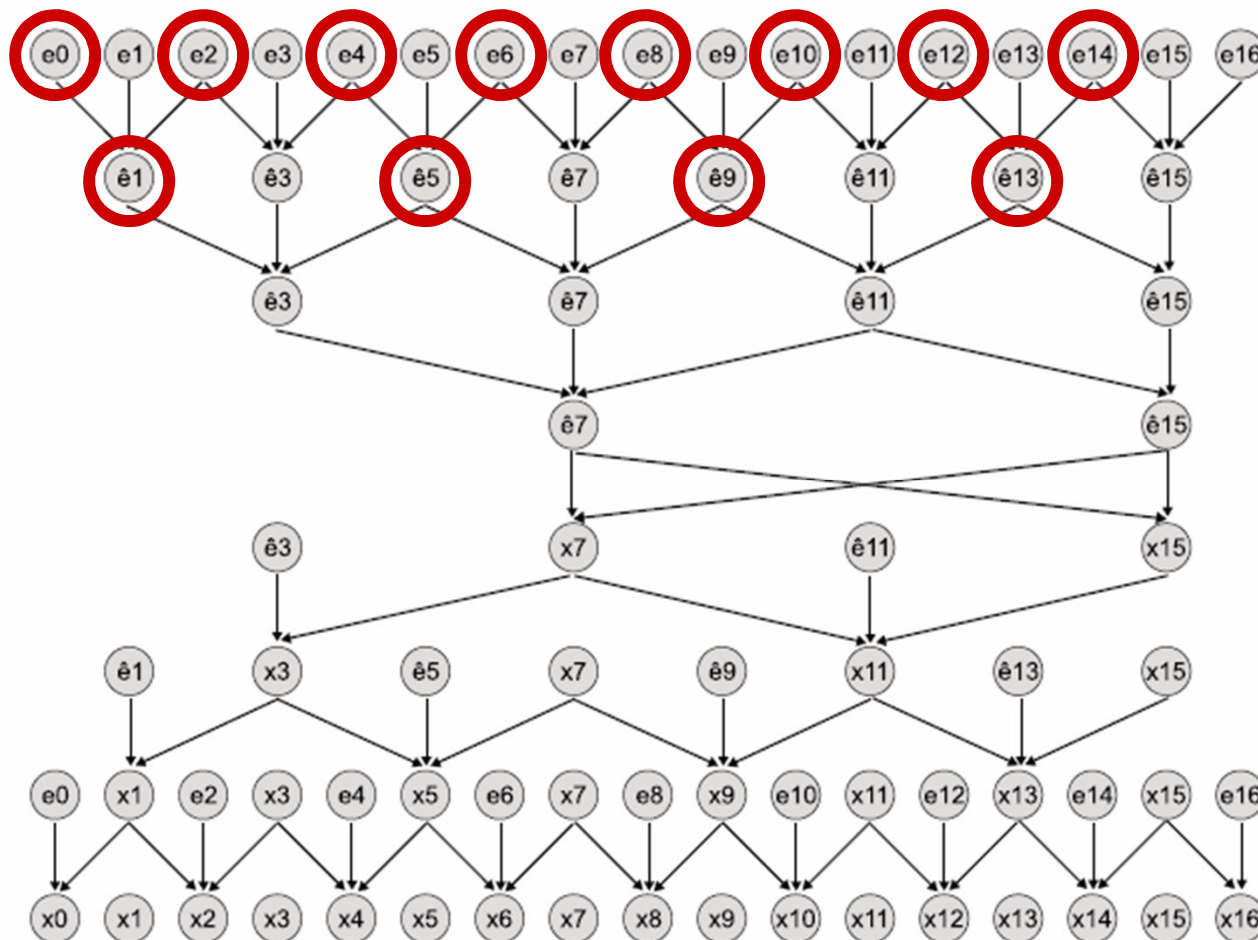 e0 e1 e2 e3 e4 e5 e6 e7 e8 e9 e10 e11 e12 e13 e14 e15 e16
ê1 ê3 ê5 ê7 ê9 ê11 ê13 ê15
ê3 ê7 ê11 ê15
ê7 ê15
ê3 x7 ê11 x15
ê1 x3 ê5 x7 ê9 x11 ê13 x15
e0 x1 e2 x3 e4 x5 e6 x7 e8 x9 e10 x11 e12 x13 e14 x15 e16
x0 x1 x2 x3 x4 x5 x6 x7 x8 x9 x10 x11 x12 x13 x14 x15 x16